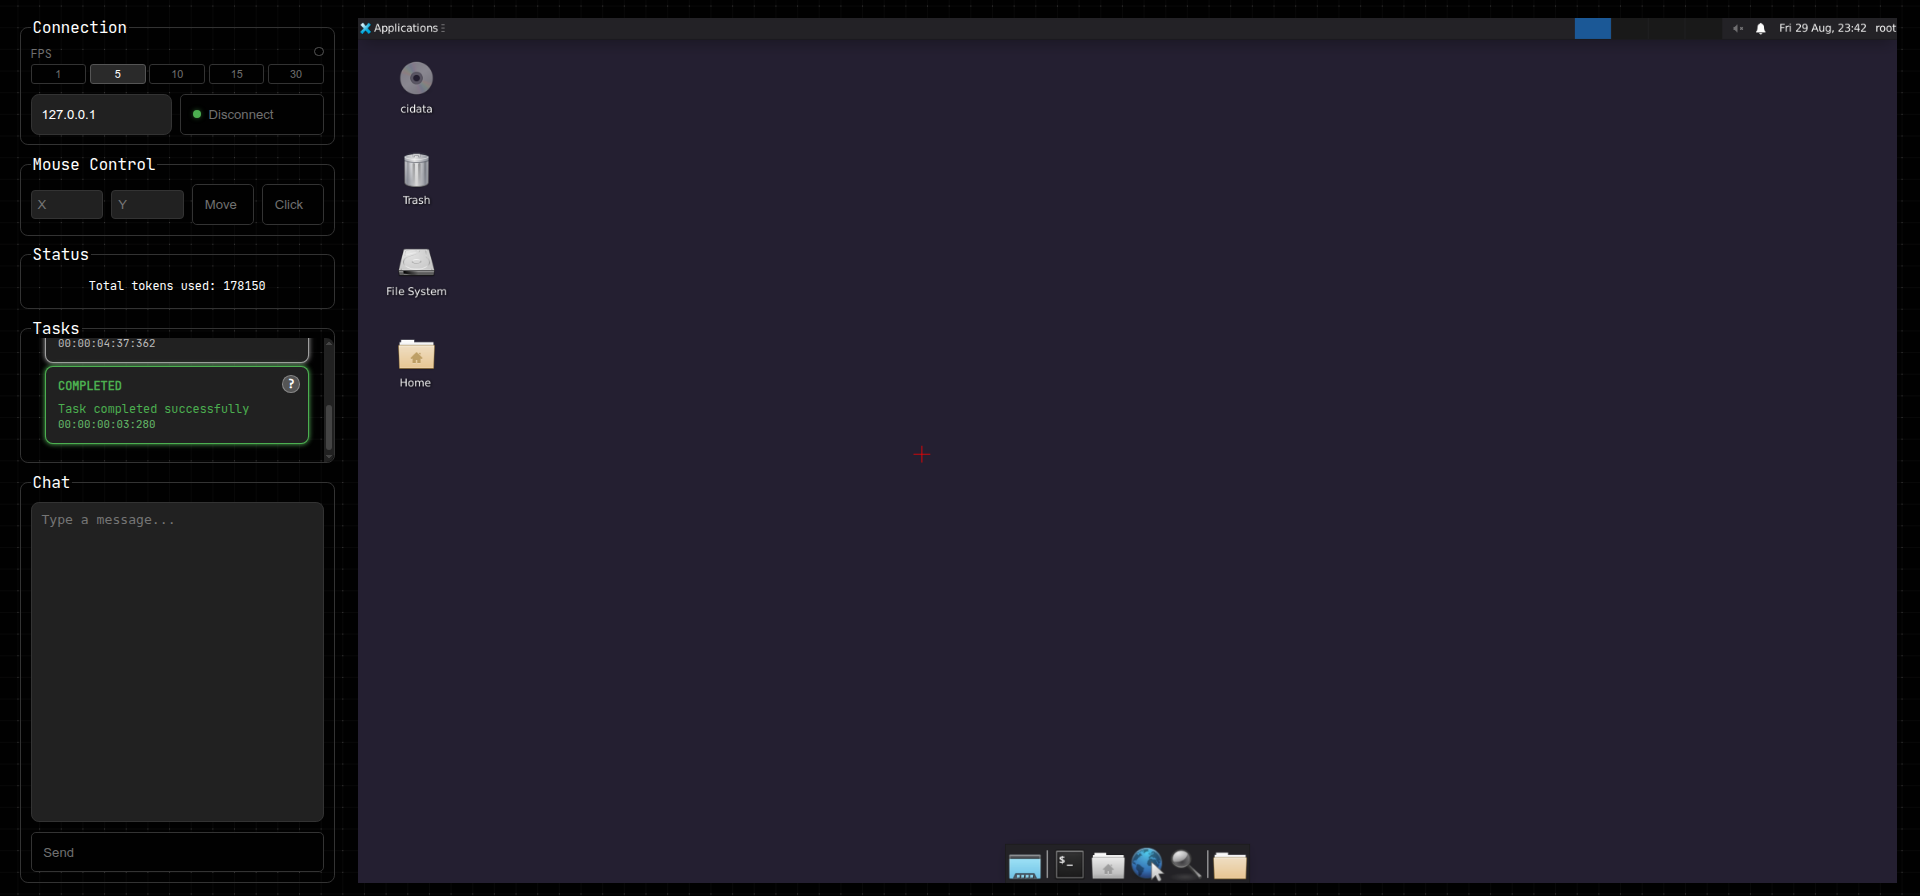 Connection
FPS
1
5
10
15
30
127.0.0.1
Disconnect
Mouse Control
X
Y
Move
Click
Status
Total tokens used: 178150
Tasks
00:00:04:37:362
COMPLETED
?
Task completed successfully
00:00:00:03:280
Chat
Type a message...
Send
Applications
Fri 29 Aug, 23:42
root
cidata
Trash
File System
Home
$_